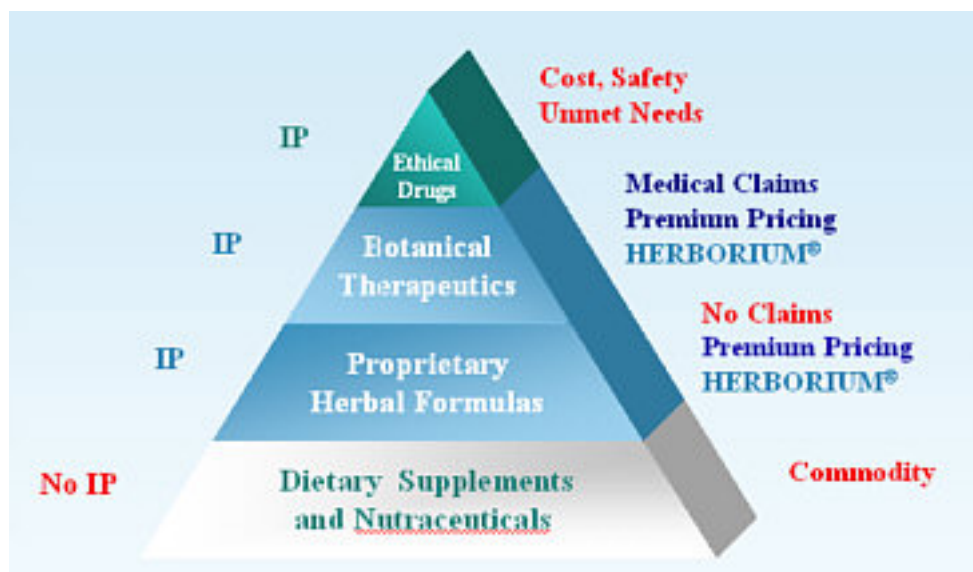 Cost, Safety
Unmet Needs
IP
Ethical
Drugs
Medical Claims
Premium Pricing
HERBORIUM®
IP
Botanical
Therapeutics
No Claims
Premium Pricing
HERBORIUM®
IP
Proprietary
Herbal Formulas
No IP
Dietary Supplements
and Nutraceuticals
Commodity